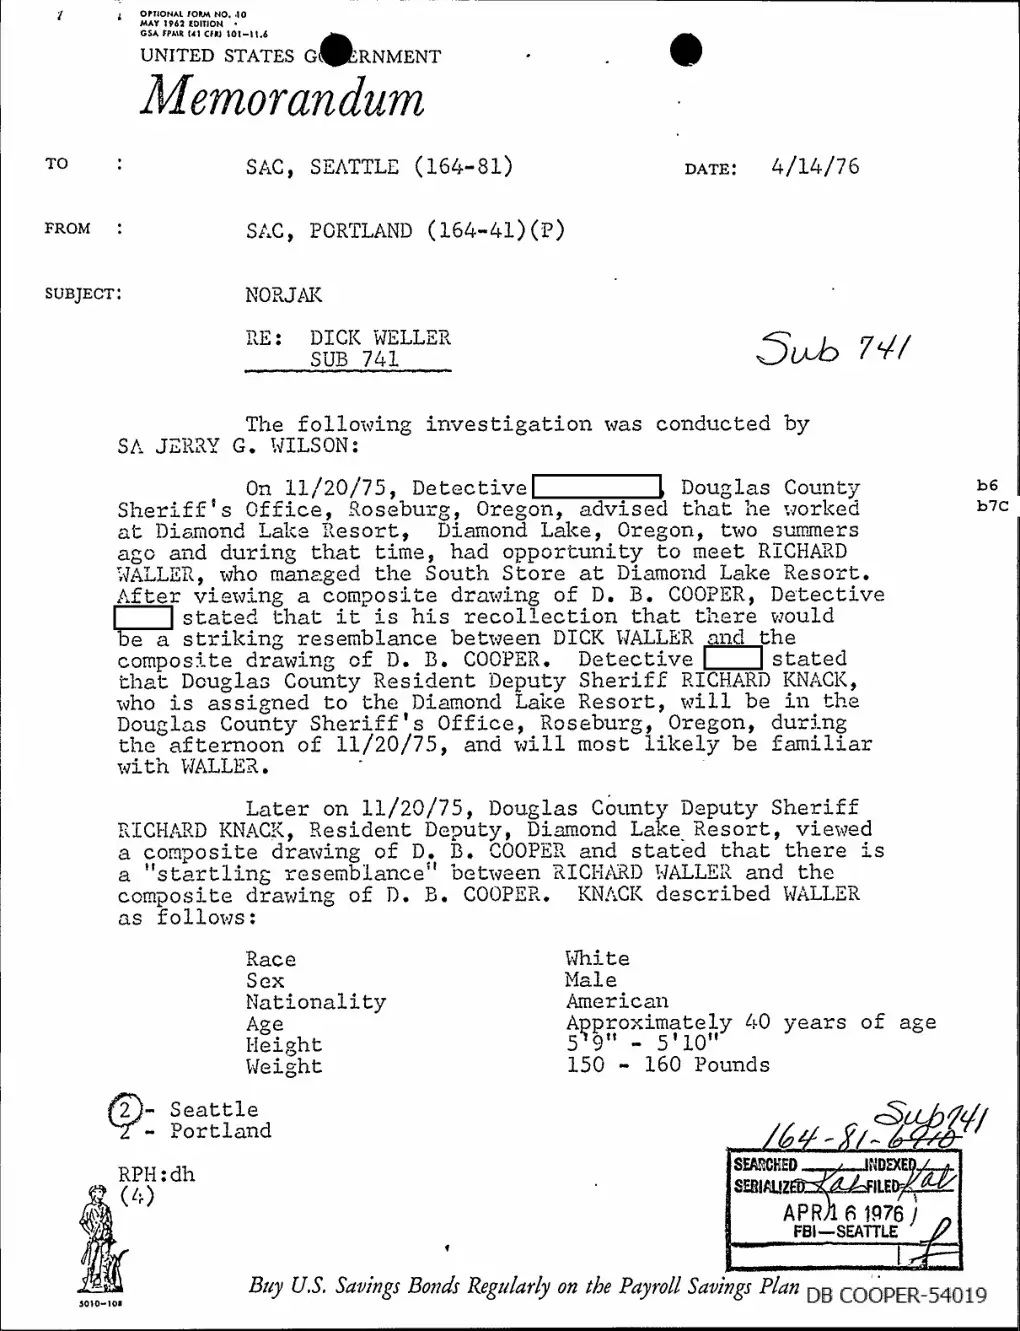 OPTIONAL FORM NO. 10
MAY 1962 EDITION
GSA FPMR (41 CFR) 101-11.6
UNITED STATES G ERNMENT
Memorandum
TO : SAC, SEATTLE (164-81) DATE: 4/14/76
FROM : SAC, PORTLAND (164-41)(P)
SUBJECT: NORJAK
RE: DICK WELLER
SUB 741
Sub 741
The following investigation was conducted by
SA JERRY G. WILSON:
On 11/20/75, Detective , Douglas County
b6
Sheriff's Office, Roseburg, Oregon, advised that he worked
b7C
at Diamond Lake Resort, Diamond Lake, Oregon, two summers
ago and during that time, had opportunity to meet RICHARD
WALLER, who managed the South Store at Diamond Lake Resort.
After viewing a composite drawing of D. B. COOPER, Detective
stated that it is his recollection that there would
be a striking resemblance between DICK WALLER and the
composite drawing of D. B. COOPER. Detective stated
that Douglas County Resident Deputy Sheriff RICHARD KNACK,
who is assigned to the Diamond Lake Resort, will be in the
Douglas County Sheriff's Office, Roseburg, Oregon, during
the afternoon of 11/20/75, and will most likely be familiar
with WALLER.
Later on 11/20/75, Douglas County Deputy Sheriff
RICHARD KNACK, Resident Deputy, Diamond Lake Resort, viewed
a composite drawing of D. B. COOPER and stated that there is
a "startling resemblance" between RICHARD WALLER and the
composite drawing of D. B. COOPER. KNACK described WALLER
as follows:
Race White
Sex Male
Nationality American
Age Approximately 40 years of age
Height 5'9" - 5'10"
Weight 150 - 160 Pounds
2 - Seattle
2 - Portland
Sub 741
164-81-6910
RPH:dh
(4)
SEARCHED INDEXED
SERIALIZED FILED
APR 16 1976
FBI—SEATTLE
5010-108
Buy U.S. Savings Bonds Regularly on the Payroll Savings Plan
DB COOPER-54019